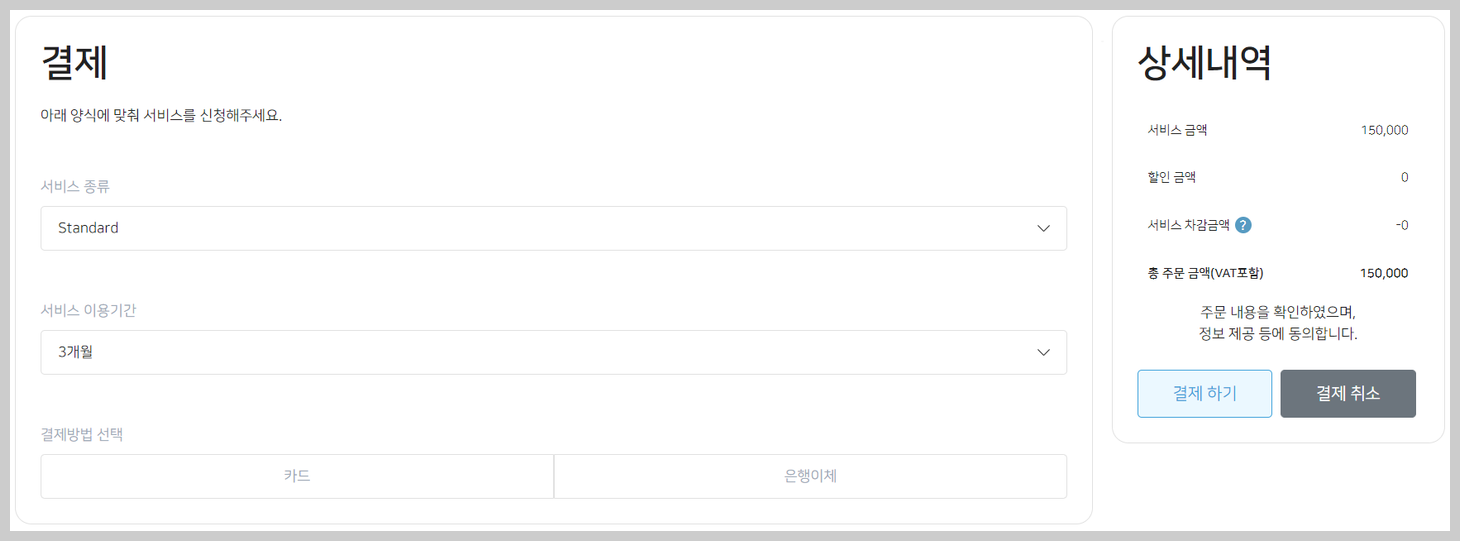 결제
아래 양식에 맞춰 서비스를 신청해주세요.
서비스 종류
Standard
서비스 이용기간
3개월
결제방법 선택
카드
은행이체
상세내역
서비스 금액 150,000
할인 금액 0
서비스 차감금액 ? -0
총 주문 금액(VAT포함) 150,000
주문 내용을 확인하였으며,
정보 제공 등에 동의합니다.
결제 하기
결제 취소